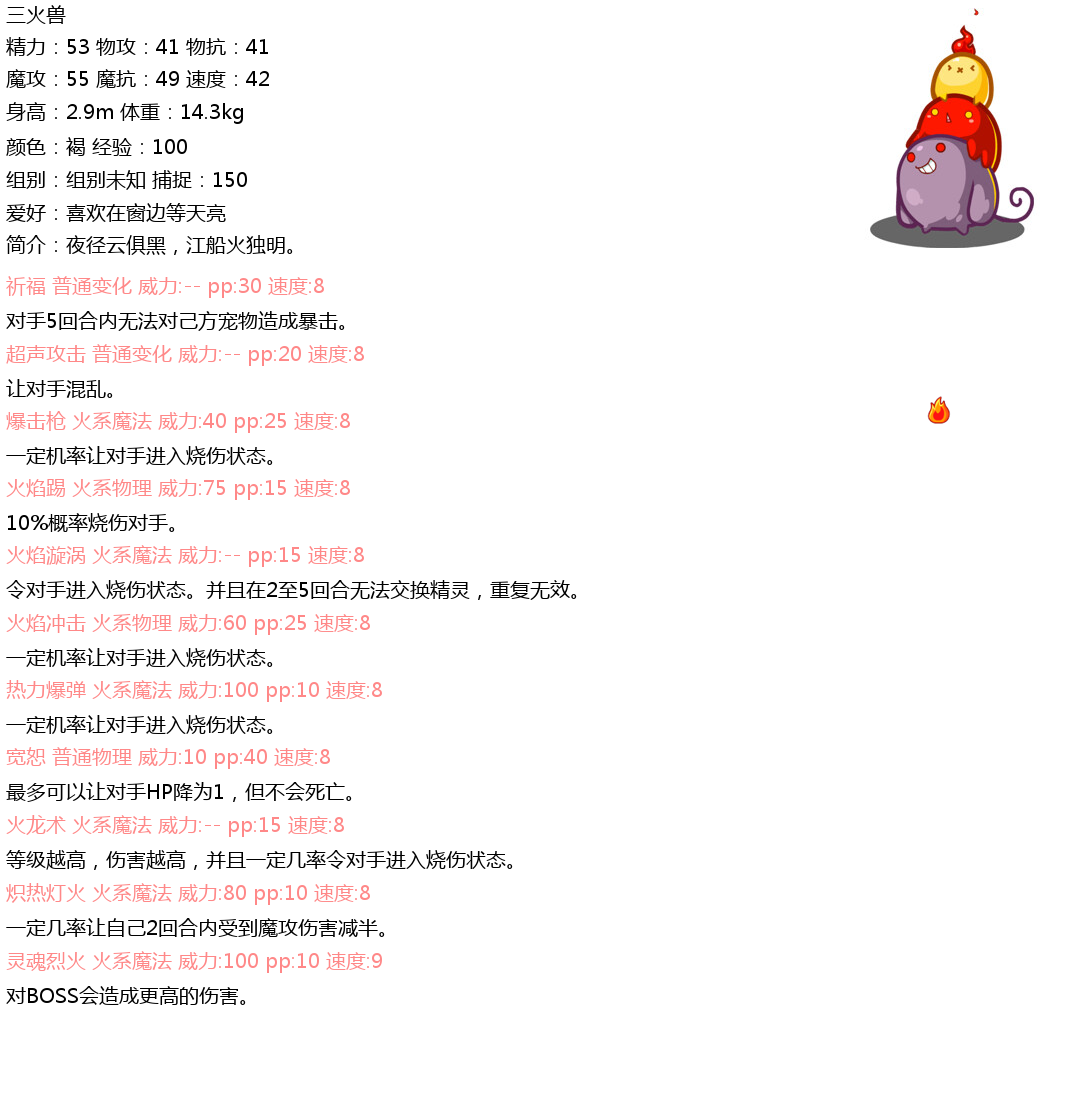 三火兽
精力：53 物攻：41 物抗：41
魔攻：55 魔抗：49 速度：42
身高：2.9m 体重：14.3kg
颜色：褐 经验：100
组别：组别未知 捕捉：150
爱好：喜欢在窗边等天亮
简介：夜径云俱黑，江船火独明。
祈福 普通变化 威力:-- pp:30 速度:8
对手5回合内无法对己方宠物造成暴击。
超声攻击 普通变化 威力:-- pp:20 速度:8
让对手混乱。
爆击枪 火系魔法 威力:40 pp:25 速度:8
一定机率让对手进入烧伤状态。
火焰踢 火系物理 威力:75 pp:15 速度:8
10%概率烧伤对手。
火焰漩涡 火系魔法 威力:-- pp:15 速度:8
令对手进入烧伤状态。并且在2至5回合无法交换精灵，重复无效。
火焰冲击 火系物理 威力:60 pp:25 速度:8
一定机率让对手进入烧伤状态。
热力爆弹 火系魔法 威力:100 pp:10 速度:8
一定机率让对手进入烧伤状态。
宽恕 普通物理 威力:10 pp:40 速度:8
最多可以让对手HP降为1，但不会死亡。
火龙术 火系魔法 威力:-- pp:15 速度:8
等级越高，伤害越高，并且一定几率令对手进入烧伤状态。
炽热灯火 火系魔法 威力:80 pp:10 速度:8
一定几率让自己2回合内受到魔攻伤害减半。
灵魂烈火 火系魔法 威力:100 pp:10 速度:9
对BOSS会造成更高的伤害。